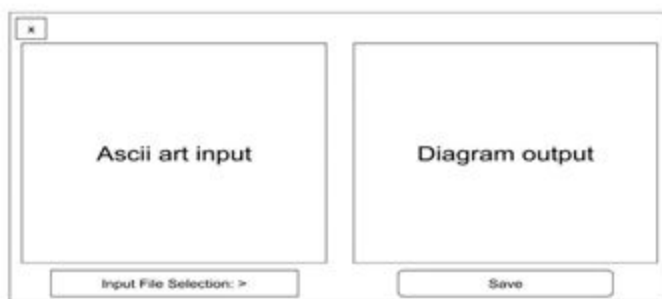 x
Ascii art input
Diagram output
Input File Selection: >
Save